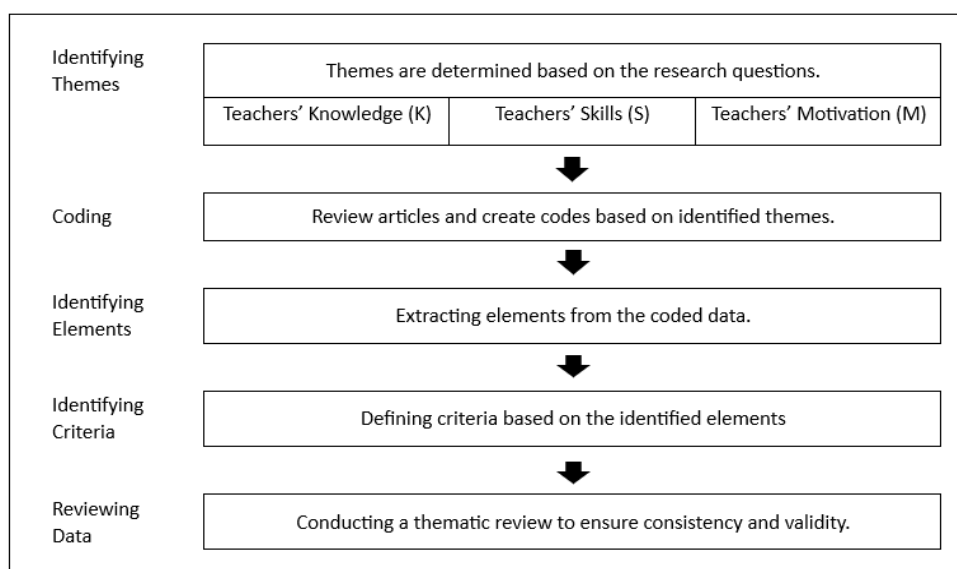 Identifying
Themes
Themes are determined based on the research questions.
Teachers’ Knowledge (K)
Teachers’ Skills (S)
Teachers’ Motivation (M)
Coding
Review articles and create codes based on identified themes.
Identifying
Elements
Extracting elements from the coded data.
Identifying
Criteria
Defining criteria based on the identified elements
Reviewing
Data
Conducting a thematic review to ensure consistency and validity.